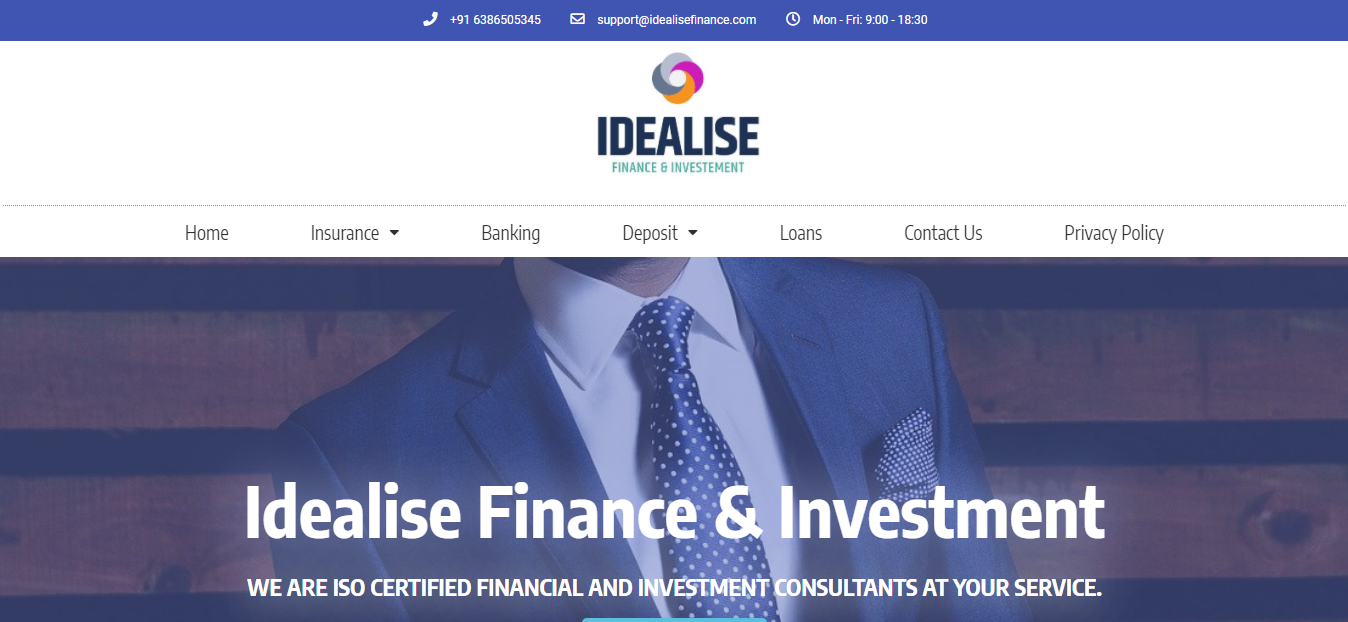 +91 6386505345 support@idealisefinance.com Mon - Fri: 9:00 - 18:30
IDEALISE
FINANCE & INVESTEMENT
Home Insurance Banking Deposit Loans Contact Us Privacy Policy
Idealise Finance & Investment
WE ARE ISO CERTIFIED FINANCIAL AND INVESTMENT CONSULTANTS AT YOUR SERVICE.